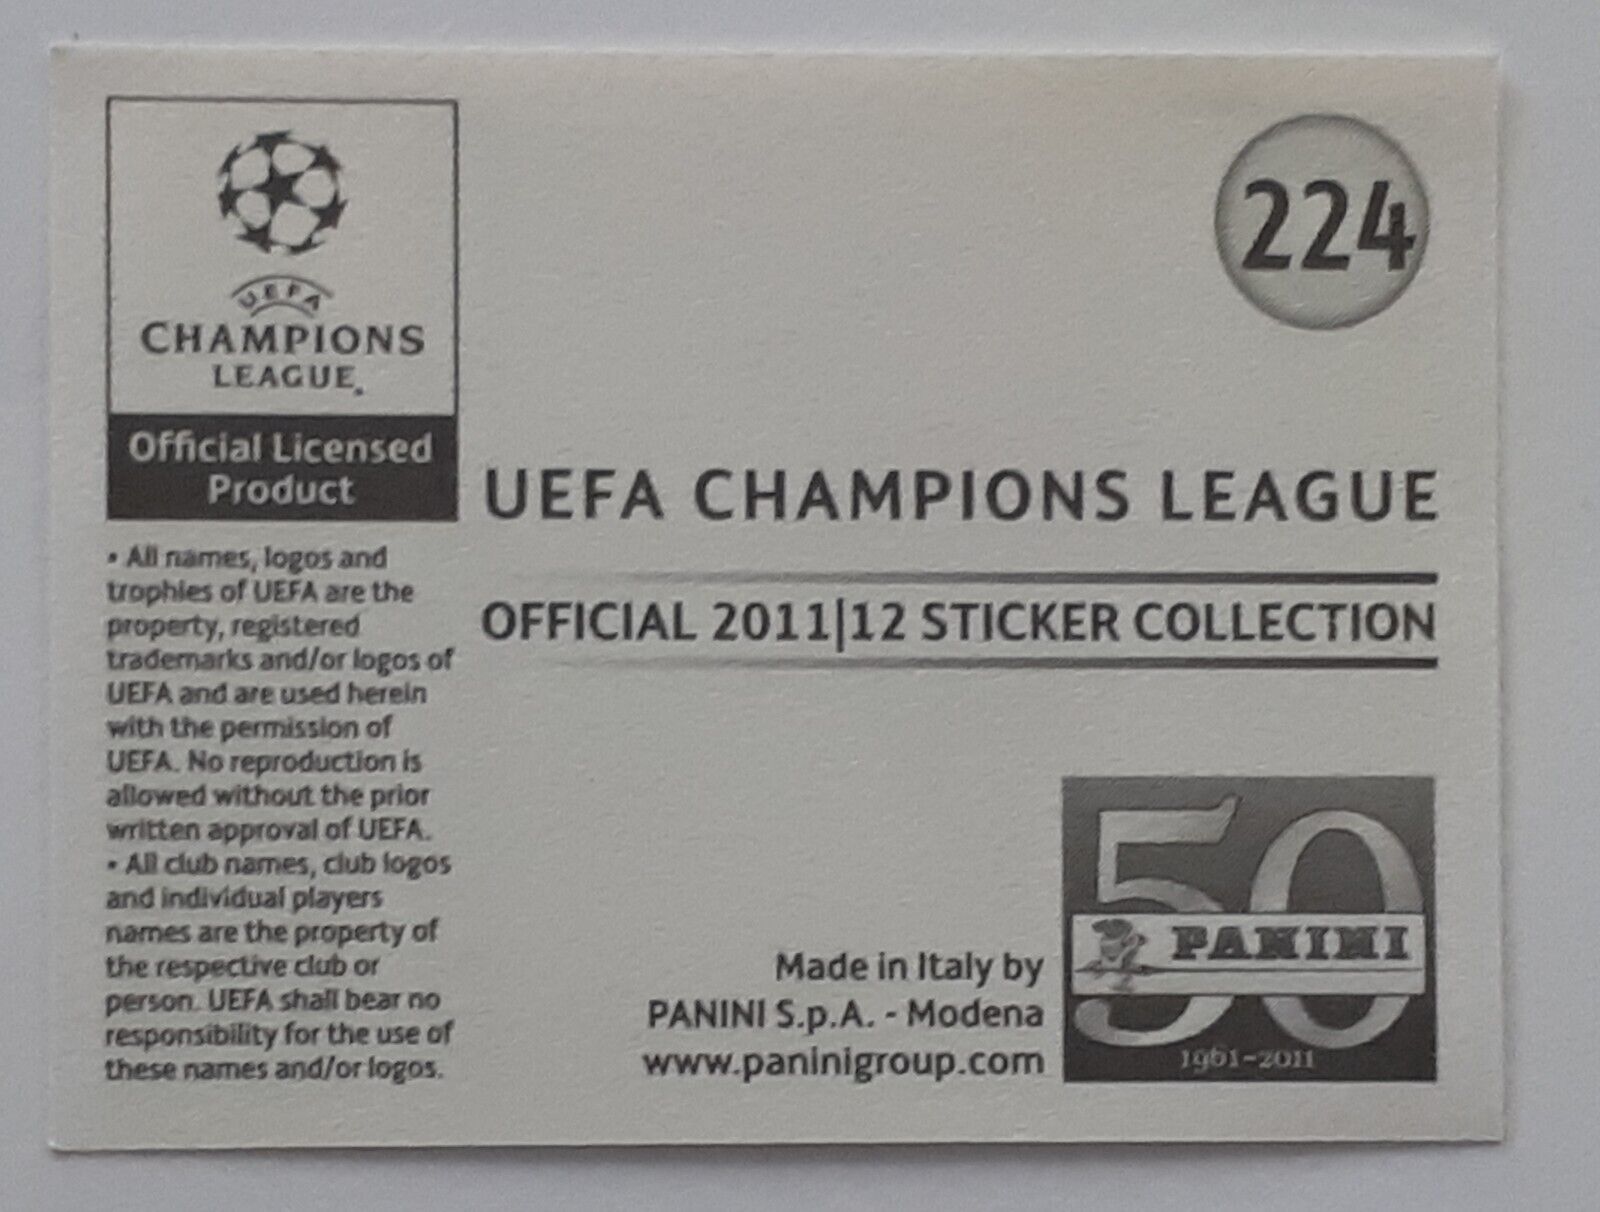 UEFA
CHAMPIONS
LEAGUE
Official Licensed
Product
224
UEFA CHAMPIONS LEAGUE
OFFICIAL 2011|12 STICKER COLLECTION
• All names, logos and
trophies of UEFA are the
property, registered
trademarks and/or logos of
UEFA and are used herein
with the permission of
UEFA. No reproduction is
allowed without the prior
written approval of UEFA.
• All club names, club logos
and individual players
names are the property of
the respective club or
person. UEFA shall bear no
responsibility for the use of
these names and/or logos.
Made in Italy by
PANINI S.p.A. - Modena
www.paninigroup.com
50
PANINI
1961-2011